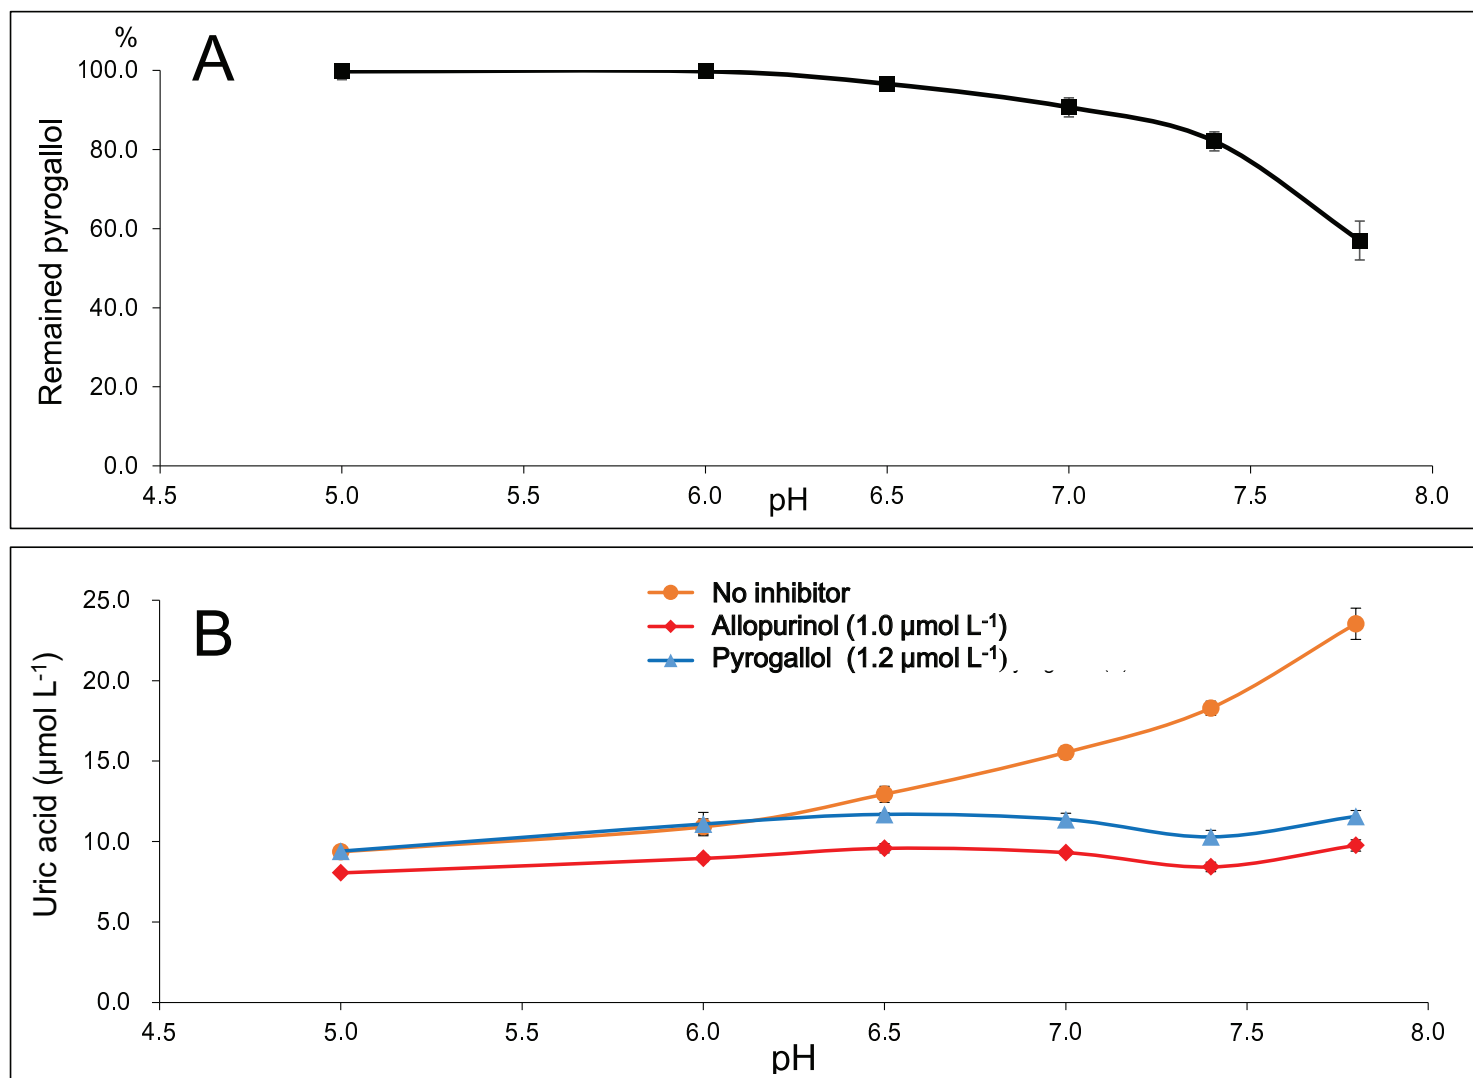 A
%
100.0
80.0
60.0
40.0
20.0
0.0
Remained pyrogallol
4.5 5.0 5.5 6.0 6.5 7.0 7.5 8.0
pH
B
No inhibitor
Allopurinol (1.0 µmol L⁻¹)
Pyrogallol (1.2 µmol L⁻¹)
25.0
20.0
15.0
10.0
5.0
0.0
Uric acid (µmol L⁻¹)
4.5 5.0 5.5 6.0 6.5 7.0 7.5 8.0
pH